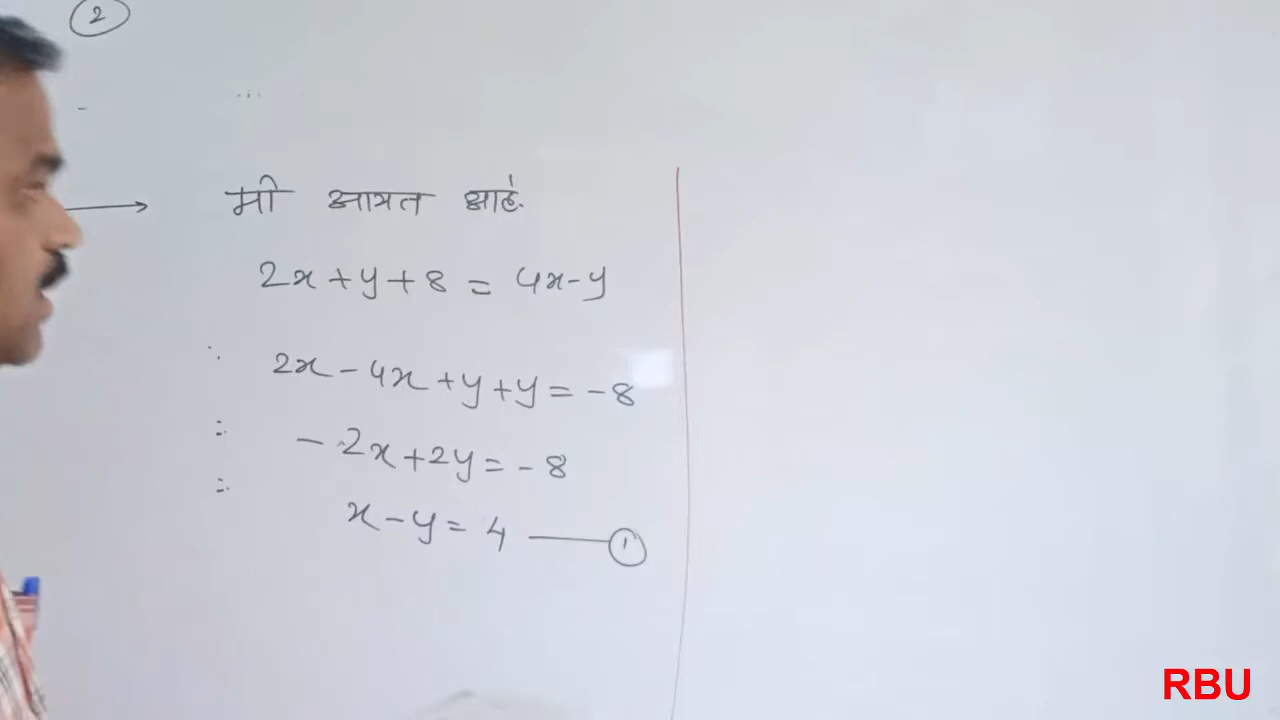 2
→ मी आयत आहे.
2x + y + 8 = 4x - y
∴ 2x - 4x + y + y = -8
∴ - 2x + 2y = - 8
∴ x - y = 4 —— 1
RBU